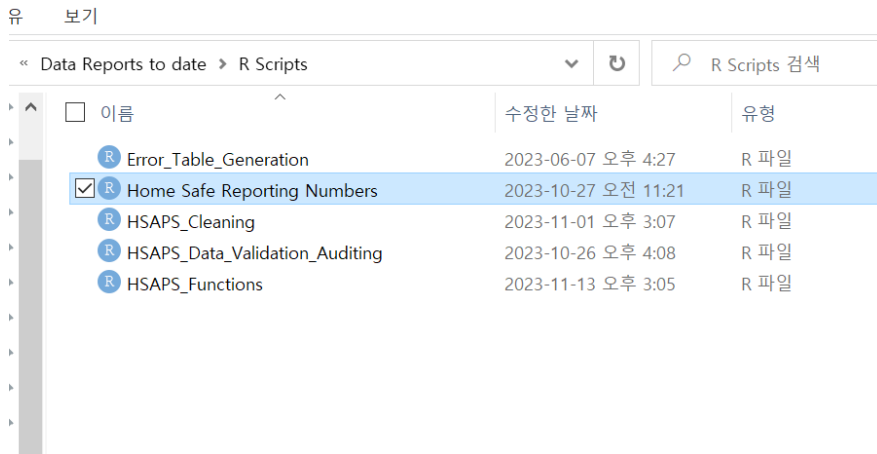 유 보기
« Data Reports to date > R Scripts R Scripts 검색
이름 수정한 날짜 유형
R Error_Table_Generation 2023-06-07 오후 4:27 R 파일
R Home Safe Reporting Numbers 2023-10-27 오전 11:21 R 파일
R HSAPS_Cleaning 2023-11-01 오후 3:07 R 파일
R HSAPS_Data_Validation_Auditing 2023-10-26 오후 4:08 R 파일
R HSAPS_Functions 2023-11-13 오후 3:05 R 파일